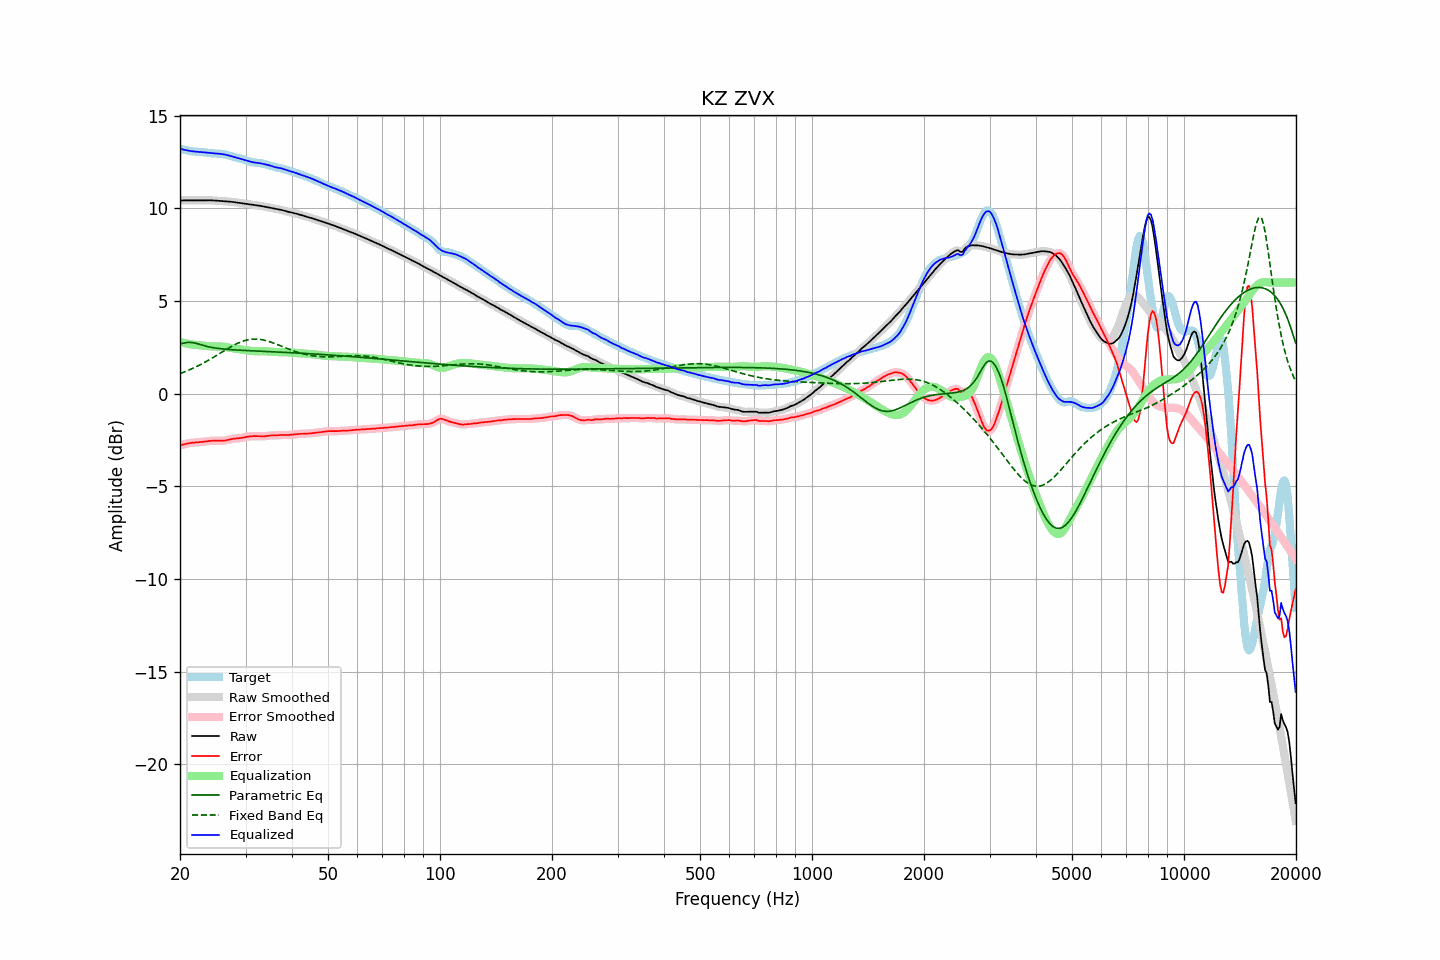 KZ ZVX
15
10
5
0
−5
−10
−15
−20
Amplitude (dBr)
Target
Raw Smoothed
Error Smoothed
Raw
Error
Equalization
Parametric Eq
Fixed Band Eq
Equalized
20 50 100 200 500 1000 2000 5000 10000 20000
Frequency (Hz)